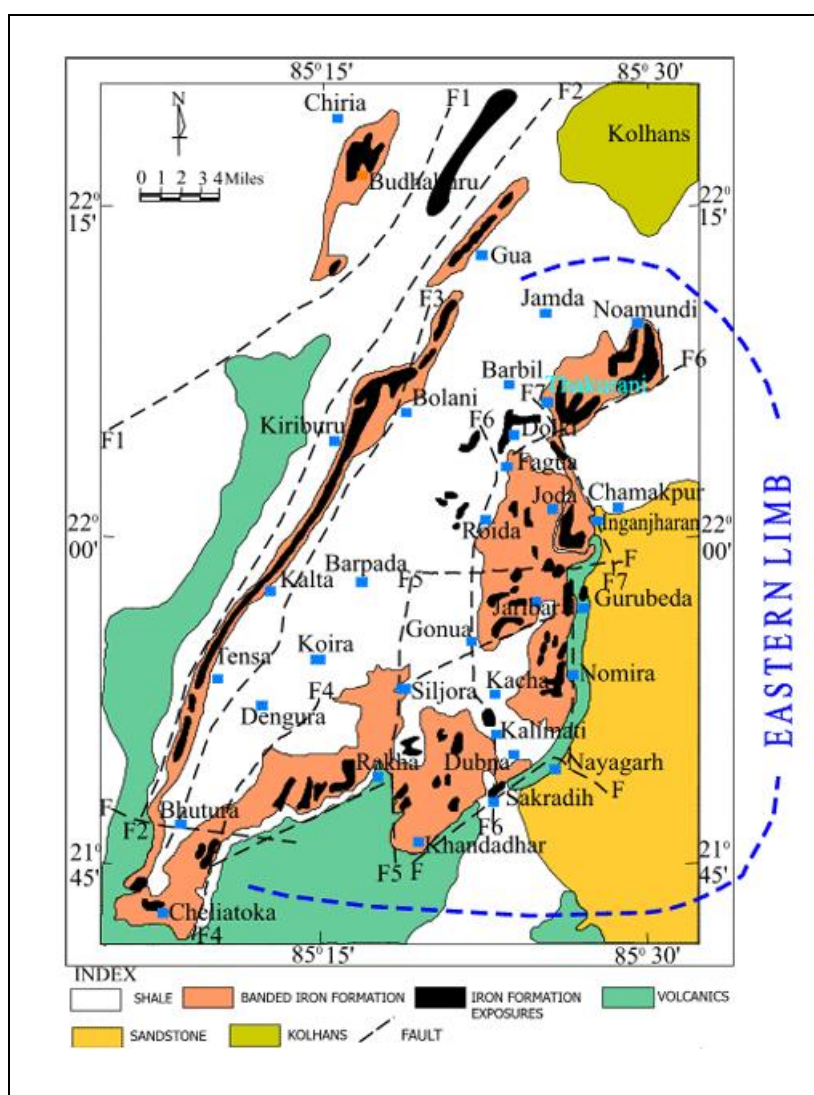 85° 15'
85° 30'
N
0 1 2 3 4 Miles
Chiria
F1
F2
Kolhans
22°
15'
22°
15'
Gua
F3
Jamda
Noamundi
Barbil
F7
Thakurani
F6
Bolani
F6
Kiriburu
F1
Fagua
Joda
Chamakpur
Inganjharan
Roida
22°
00'
22°
00'
Barpada
F5
F
F7
Kalta
Jaribar
Gurubeda
Gonua
Koira
Tensa
F4
Siljora
Kacha
Nomira
Dengura
Kalimati
Rakha
Dubna
Nayagarh
F
F
Bhutura
F2
Sakradih
F6
Khandadhar
F5
F
21°
45'
21°
45'
Cheliatoka
F4
85° 15'
85° 30'
EASTERN LIMB
INDEX
SHALE
BANDED IRON FORMATION
IRON FORMATION
EXPOSURES
VOLCANICS
SANDSTONE
KOLHANS
FAULT